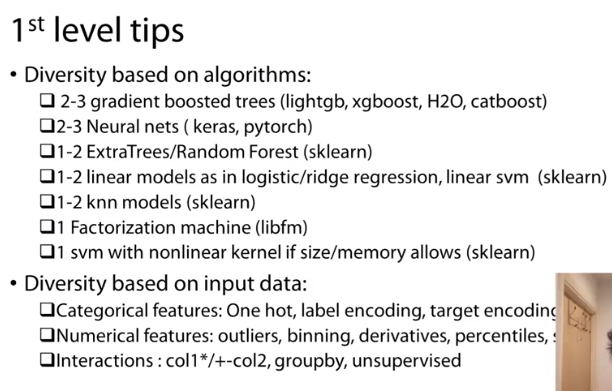 1st level tips
• Diversity based on algorithms:
❑ 2-3 gradient boosted trees (lightgb, xgboost, H2O, catboost)
❑2-3 Neural nets ( keras, pytorch)
❑1-2 ExtraTrees/Random Forest (sklearn)
❑1-2 linear models as in logistic/ridge regression, linear svm (sklearn)
❑1-2 knn models (sklearn)
❑1 Factorization machine (libfm)
❑1 svm with nonlinear kernel if size/memory allows (sklearn)
• Diversity based on input data:
❑Categorical features: One hot, label encoding, target encoding
❑Numerical features: outliers, binning, derivatives, percentiles,
❑Interactions : col1*/+-col2, groupby, unsupervised